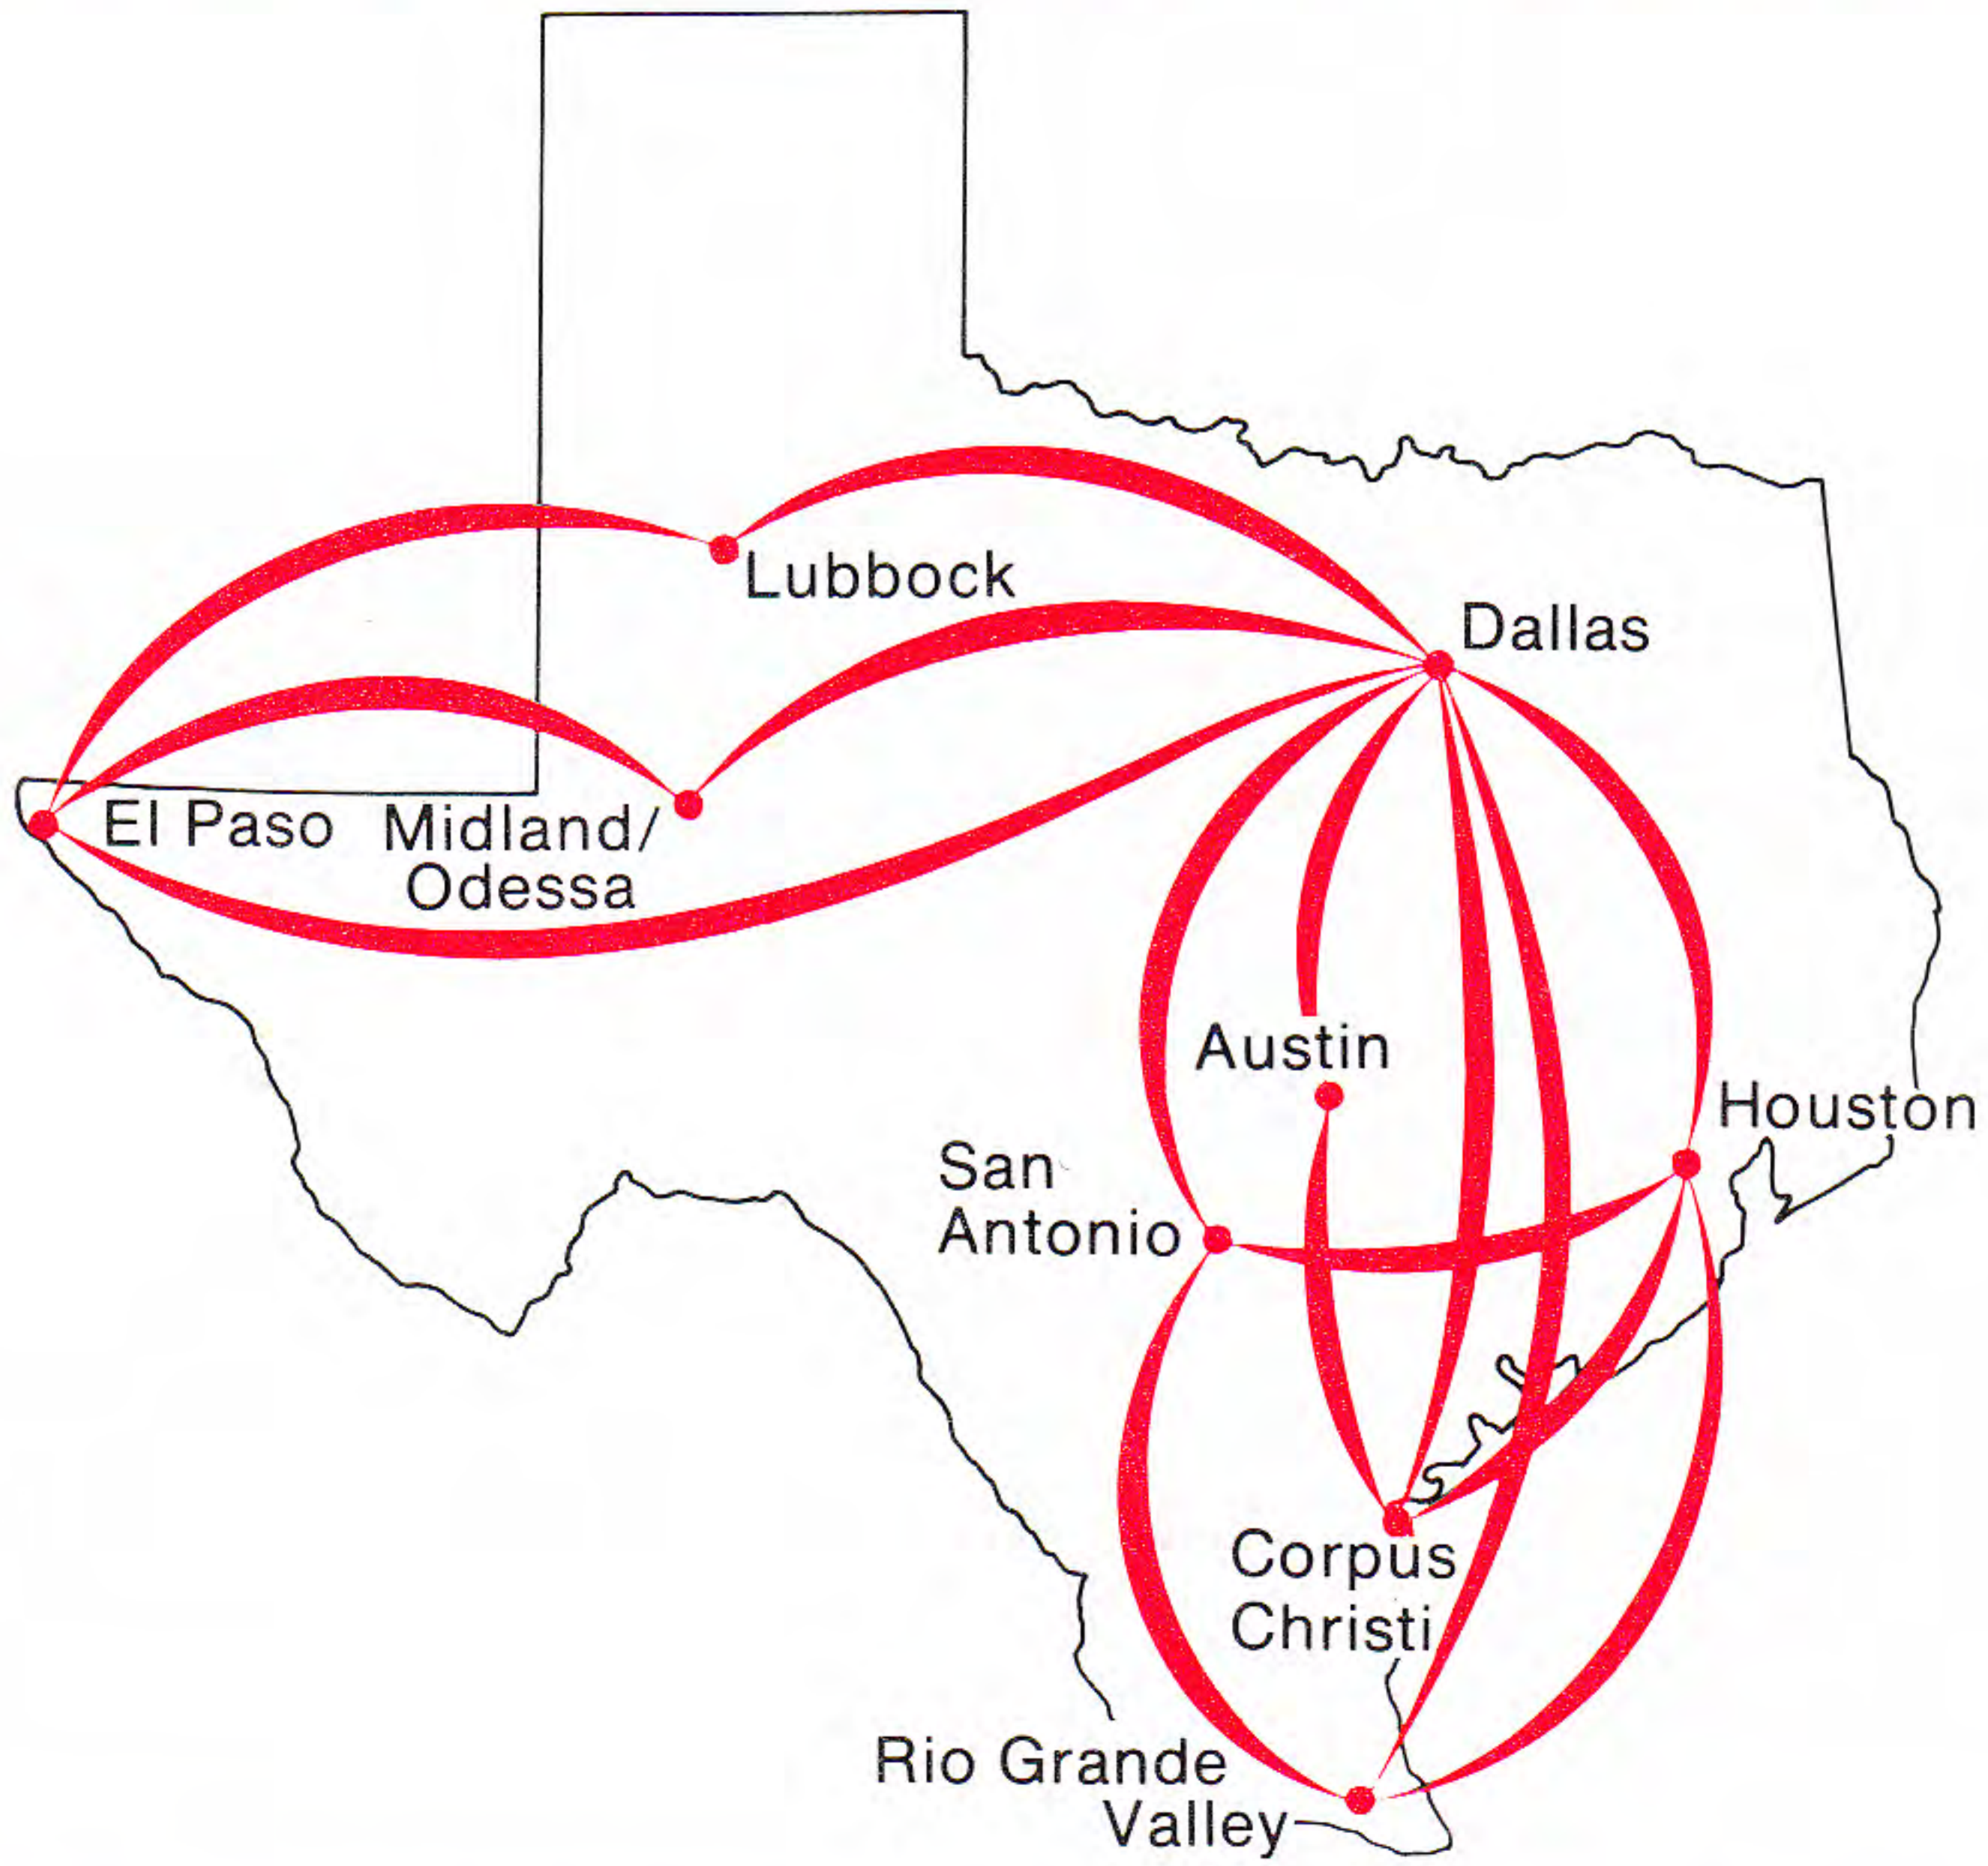 Lubbock
Dallas
El Paso
Midland/
Odessa
Austin
Houston
San
Antonio
Corpus
Christi
Rio Grande
Valley